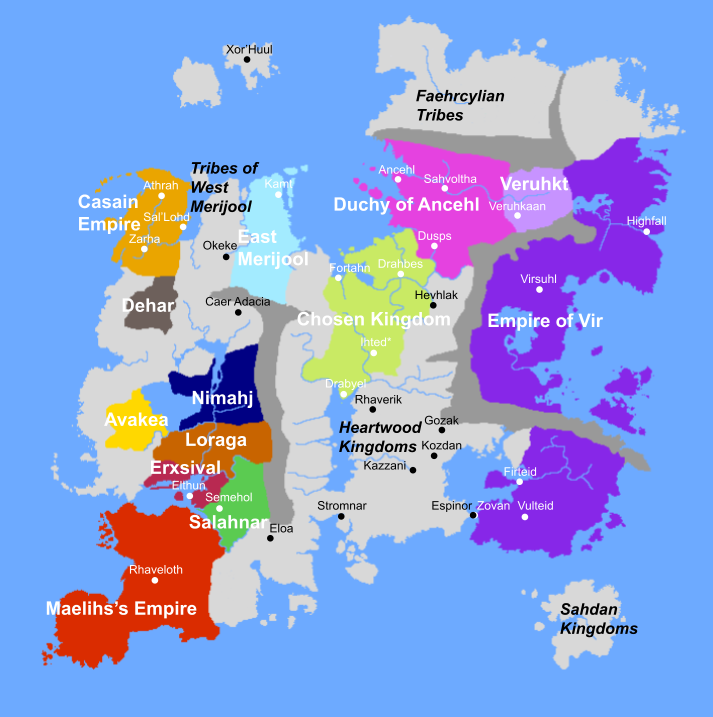 Xor'Huul
Faehrcylian
Tribes
Tribes of
West
Merijool
Ancehl
Sahvoltha
Veruhkt
Athrah
Kamt
Casain
Empire
Duchy of Ancehl
Veruhkaan
Sal'Lohd
Highfall
Zarha
Okeke
East
Merijool
Dusps
Fortahn
Drahbes
Virsuhl
Dehar
Caer Adacia
Hevhlak
Chosen Kingdom
Empire of Vir
Ihted*
Drabyel
Nimahj
Rhaverik
Avakea
Gozak
Heartwood
Kingdoms
Loraga
Kozdan
Kazzani
Erxsival
Firteid
Elthun
Semehol
Salahnar
Stromnar
Espinor
Zovan
Vulteid
Eloa
Rhaveloth
Maelihs's Empire
Sahdan
Kingdoms